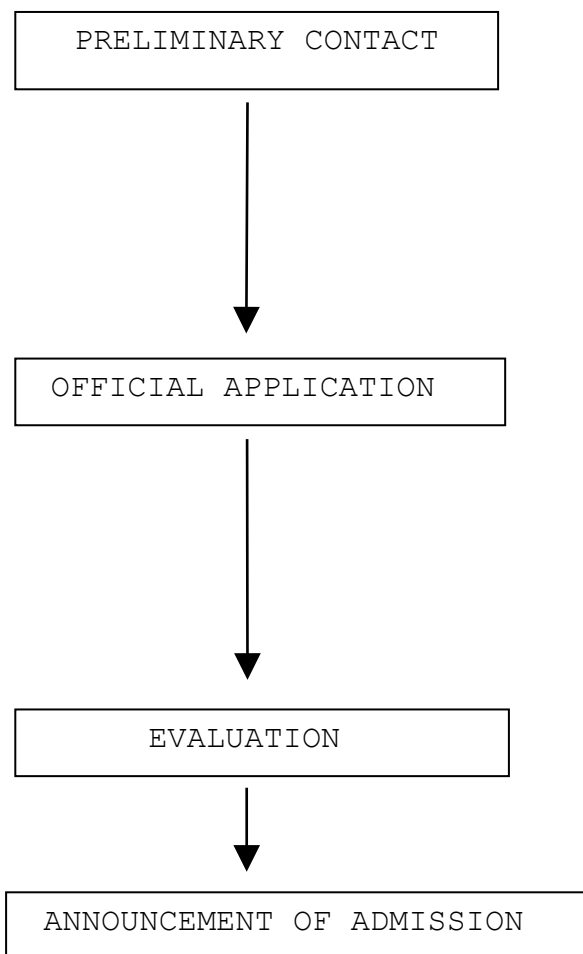 PRELIMINARY CONTACT
OFFICIAL APPLICATION
EVALUATION
ANNOUNCEMENT OF ADMISSION